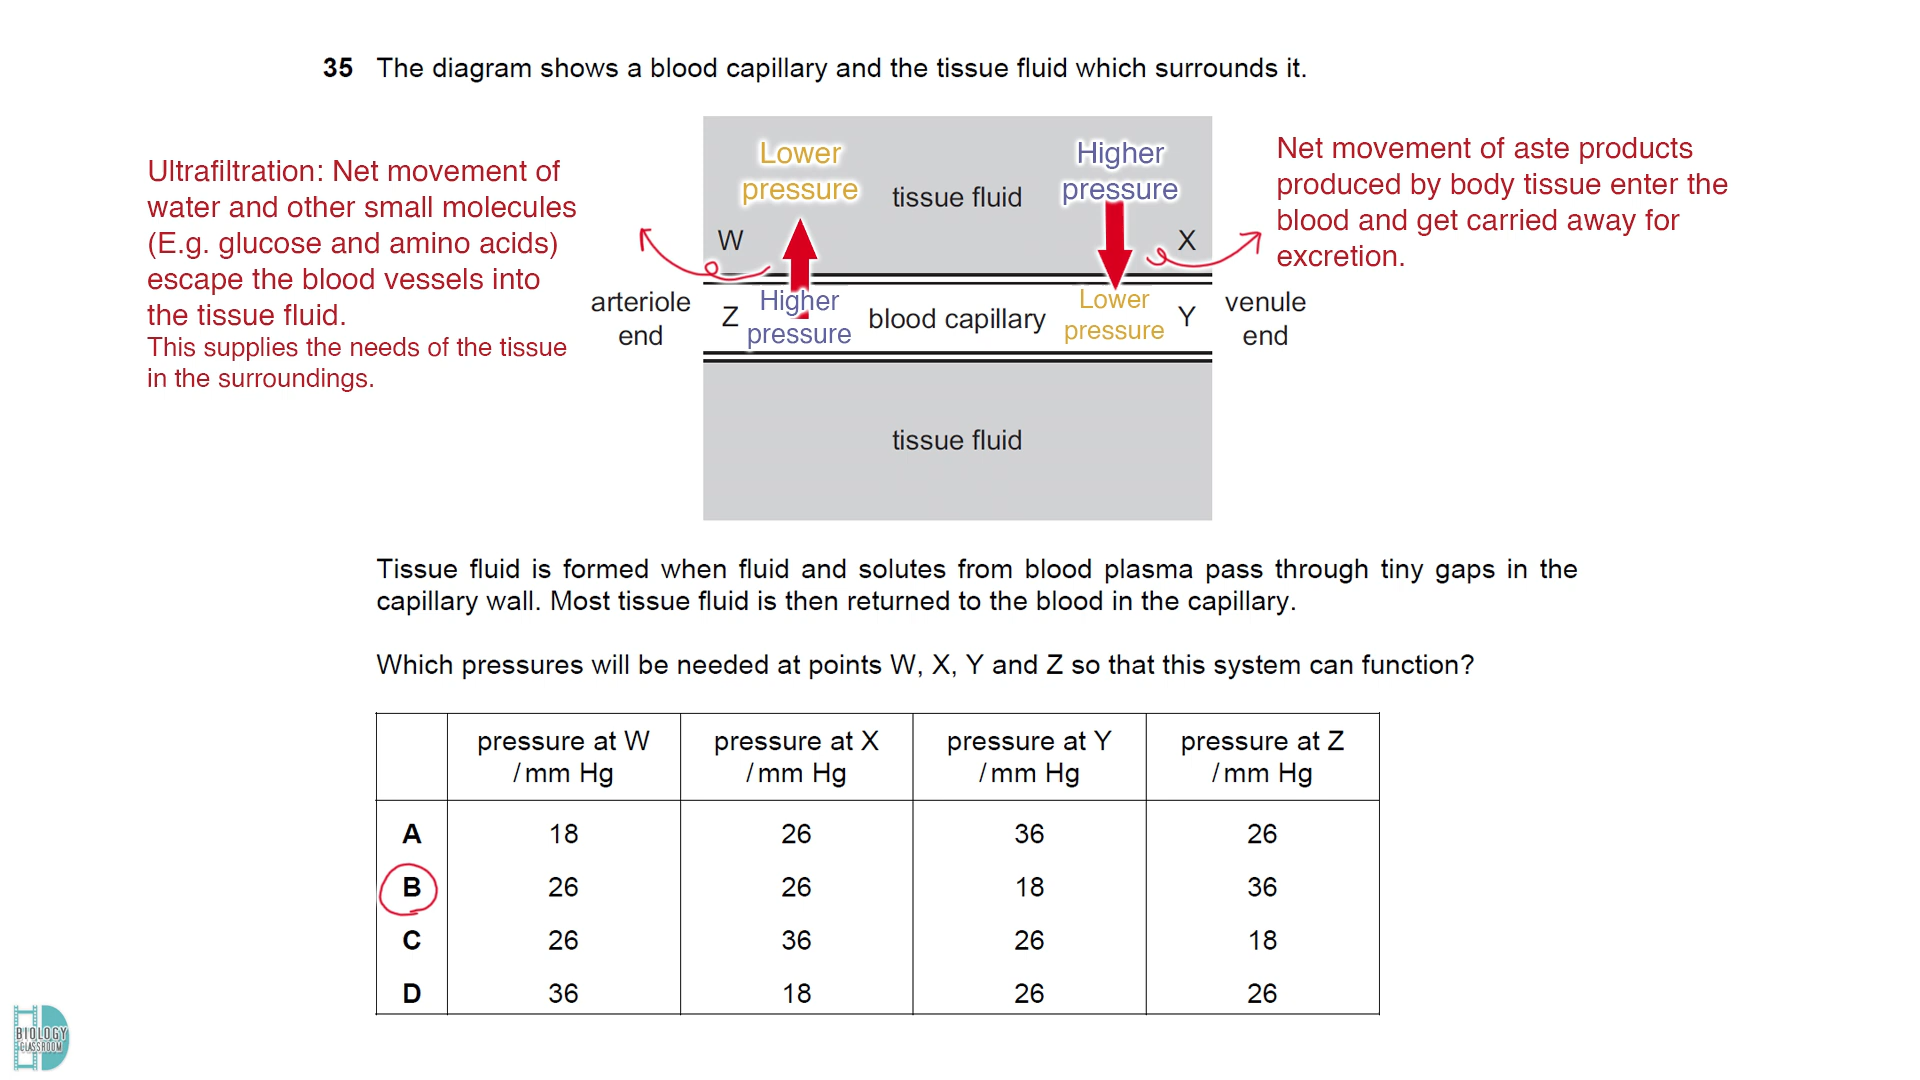 35 The diagram shows a blood capillary and the tissue fluid which surrounds it.
Ultrafiltration: Net movement of
water and other small molecules
(E.g. glucose and amino acids)
escape the blood vessels into
the tissue fluid.
This supplies the needs of the tissue
in the surroundings.
Lower
pressure
tissue fluid
Higher
pressure
W
X
Net movement of aste products
produced by body tissue enter the
blood and get carried away for
excretion.
arteriole
end
Z
Higher
pressure
blood capillary
Lower
pressure
Y
venule
end
tissue fluid
Tissue fluid is formed when fluid and solutes from blood plasma pass through tiny gaps in the
capillary wall. Most tissue fluid is then returned to the blood in the capillary.
Which pressures will be needed at points W, X, Y and Z so that this system can function?
pressure at W /mm Hg pressure at X /mm Hg pressure at Y /mm Hg pressure at Z /mm Hg
A 18 26 36 26
B 26 26 18 36
C 26 36 26 18
D 36 18 26 26
BIOLOGY
CLASSROOM